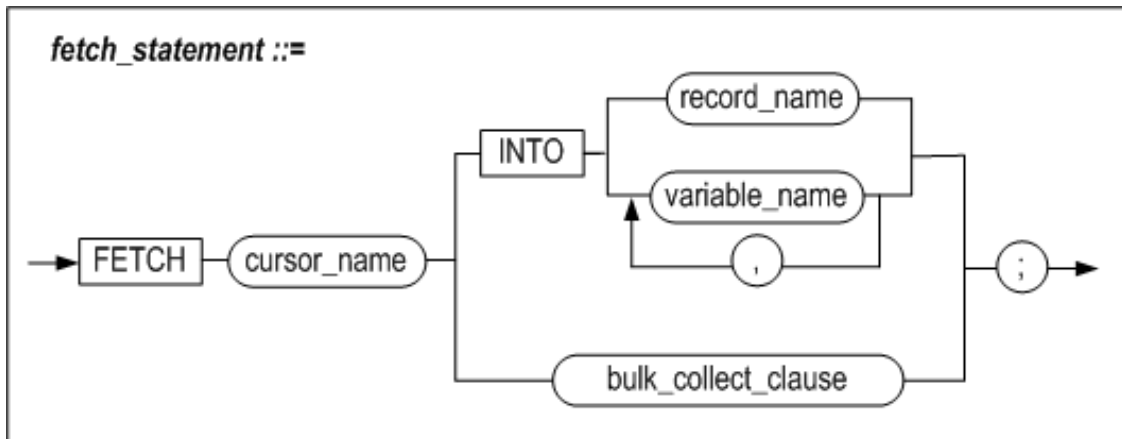 fetch_statement ::=
record_name
INTO
variable_name
FETCH cursor_name , ;
bulk_collect_clause